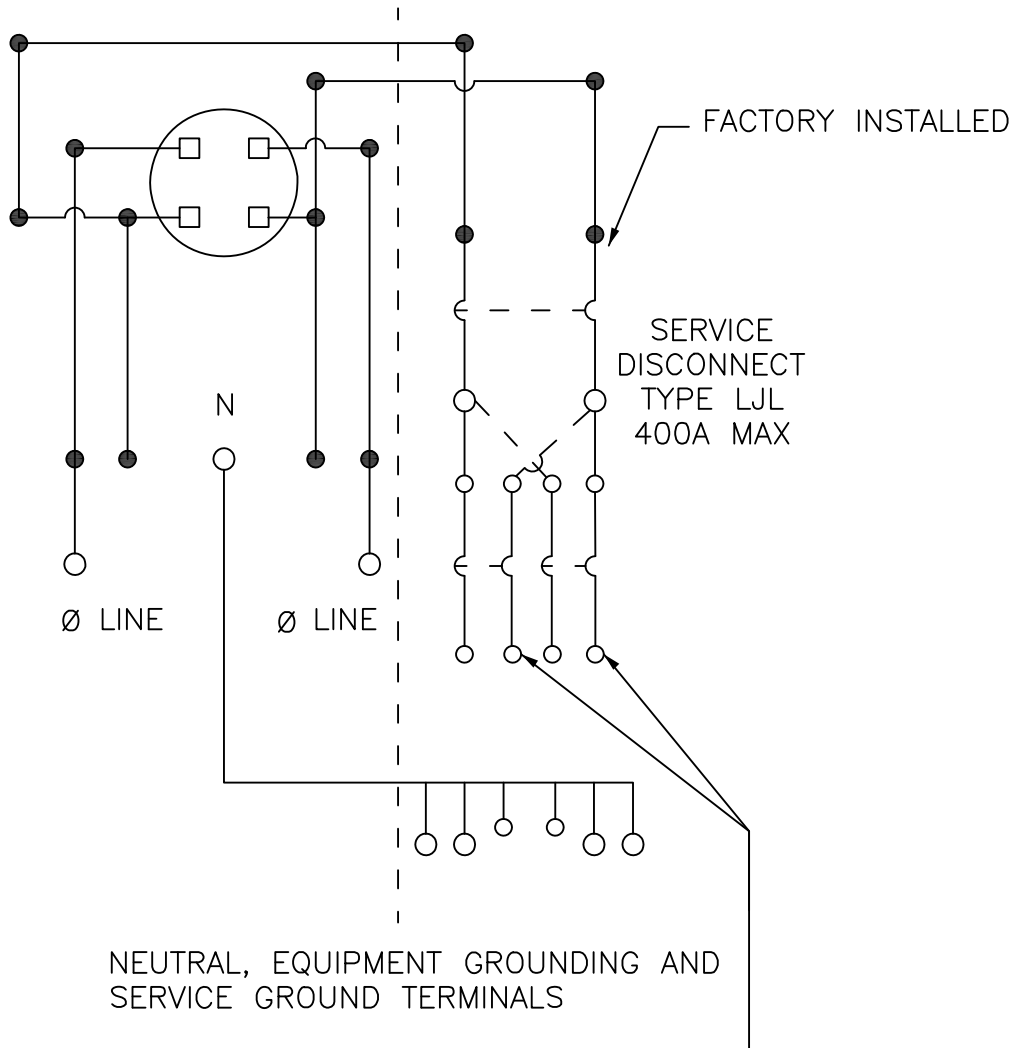 FACTORY INSTALLED
SERVICE
DISCONNECT
TYPE LJL
400A MAX
N
Ø LINE
Ø LINE
NEUTRAL, EQUIPMENT GROUNDING AND
SERVICE GROUND TERMINALS